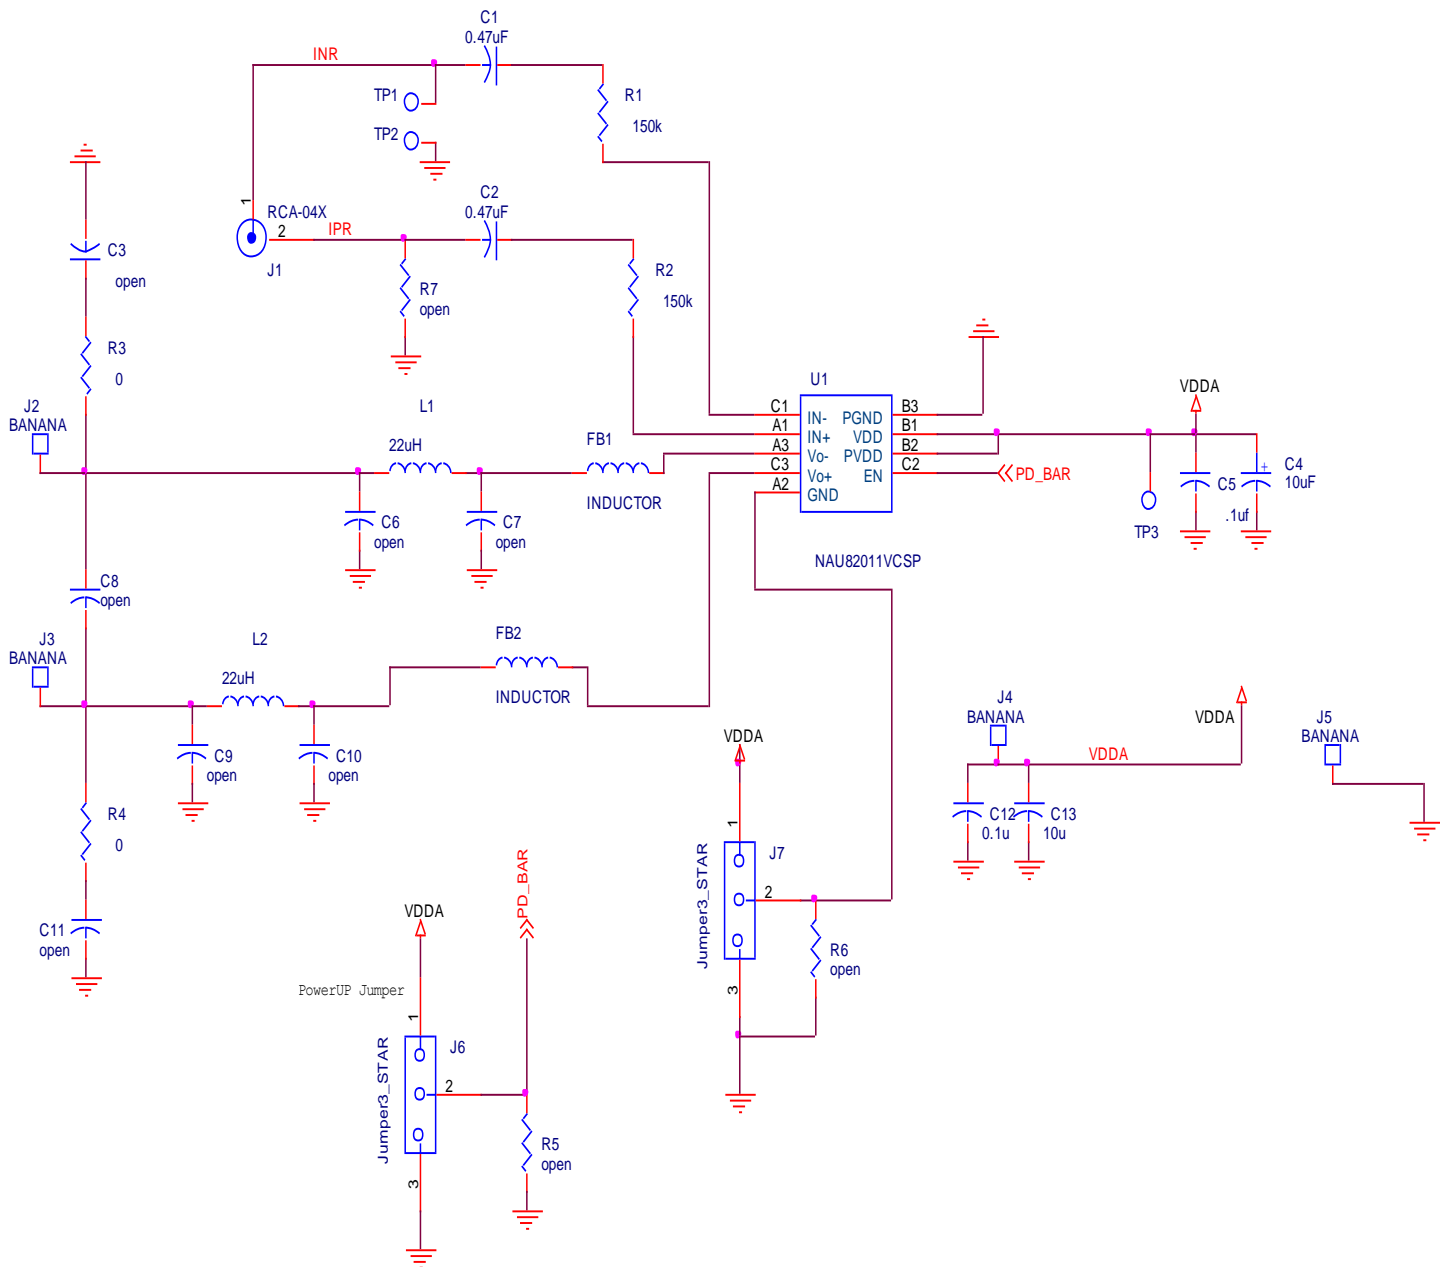 C1
0.47uF
INR
TP1
R1
150k
TP2
1
RCA-04X
2
IPR
J1
C2
0.47uF
C3
open
R7
open
R2
150k
R3
0
J2
BANANA
L1
22uH
FB1
INDUCTOR
U1
C1
A1
A3
C3
A2
IN-
IN+
Vo-
Vo+
GND
PGND
VDD
PVDD
EN
B3
B1
B2
C2
PD_BAR
NAU82011VCSP
VDDA
C5
.1uf
+
C4
10uF
TP3
C6
open
C7
open
C8
open
J3
BANANA
L2
22uH
FB2
INDUCTOR
C9
open
C10
open
R4
0
C11
open
VDDA
1
J7
2
Jumper3_STAR
3
R6
open
J4
BANANA
VDDA
VDDA
C12
0.1u
C13
10u
J5
BANANA
PD_BAR
VDDA
PowerUP Jumper
1
J6
2
Jumper3_STAR
3
R5
open